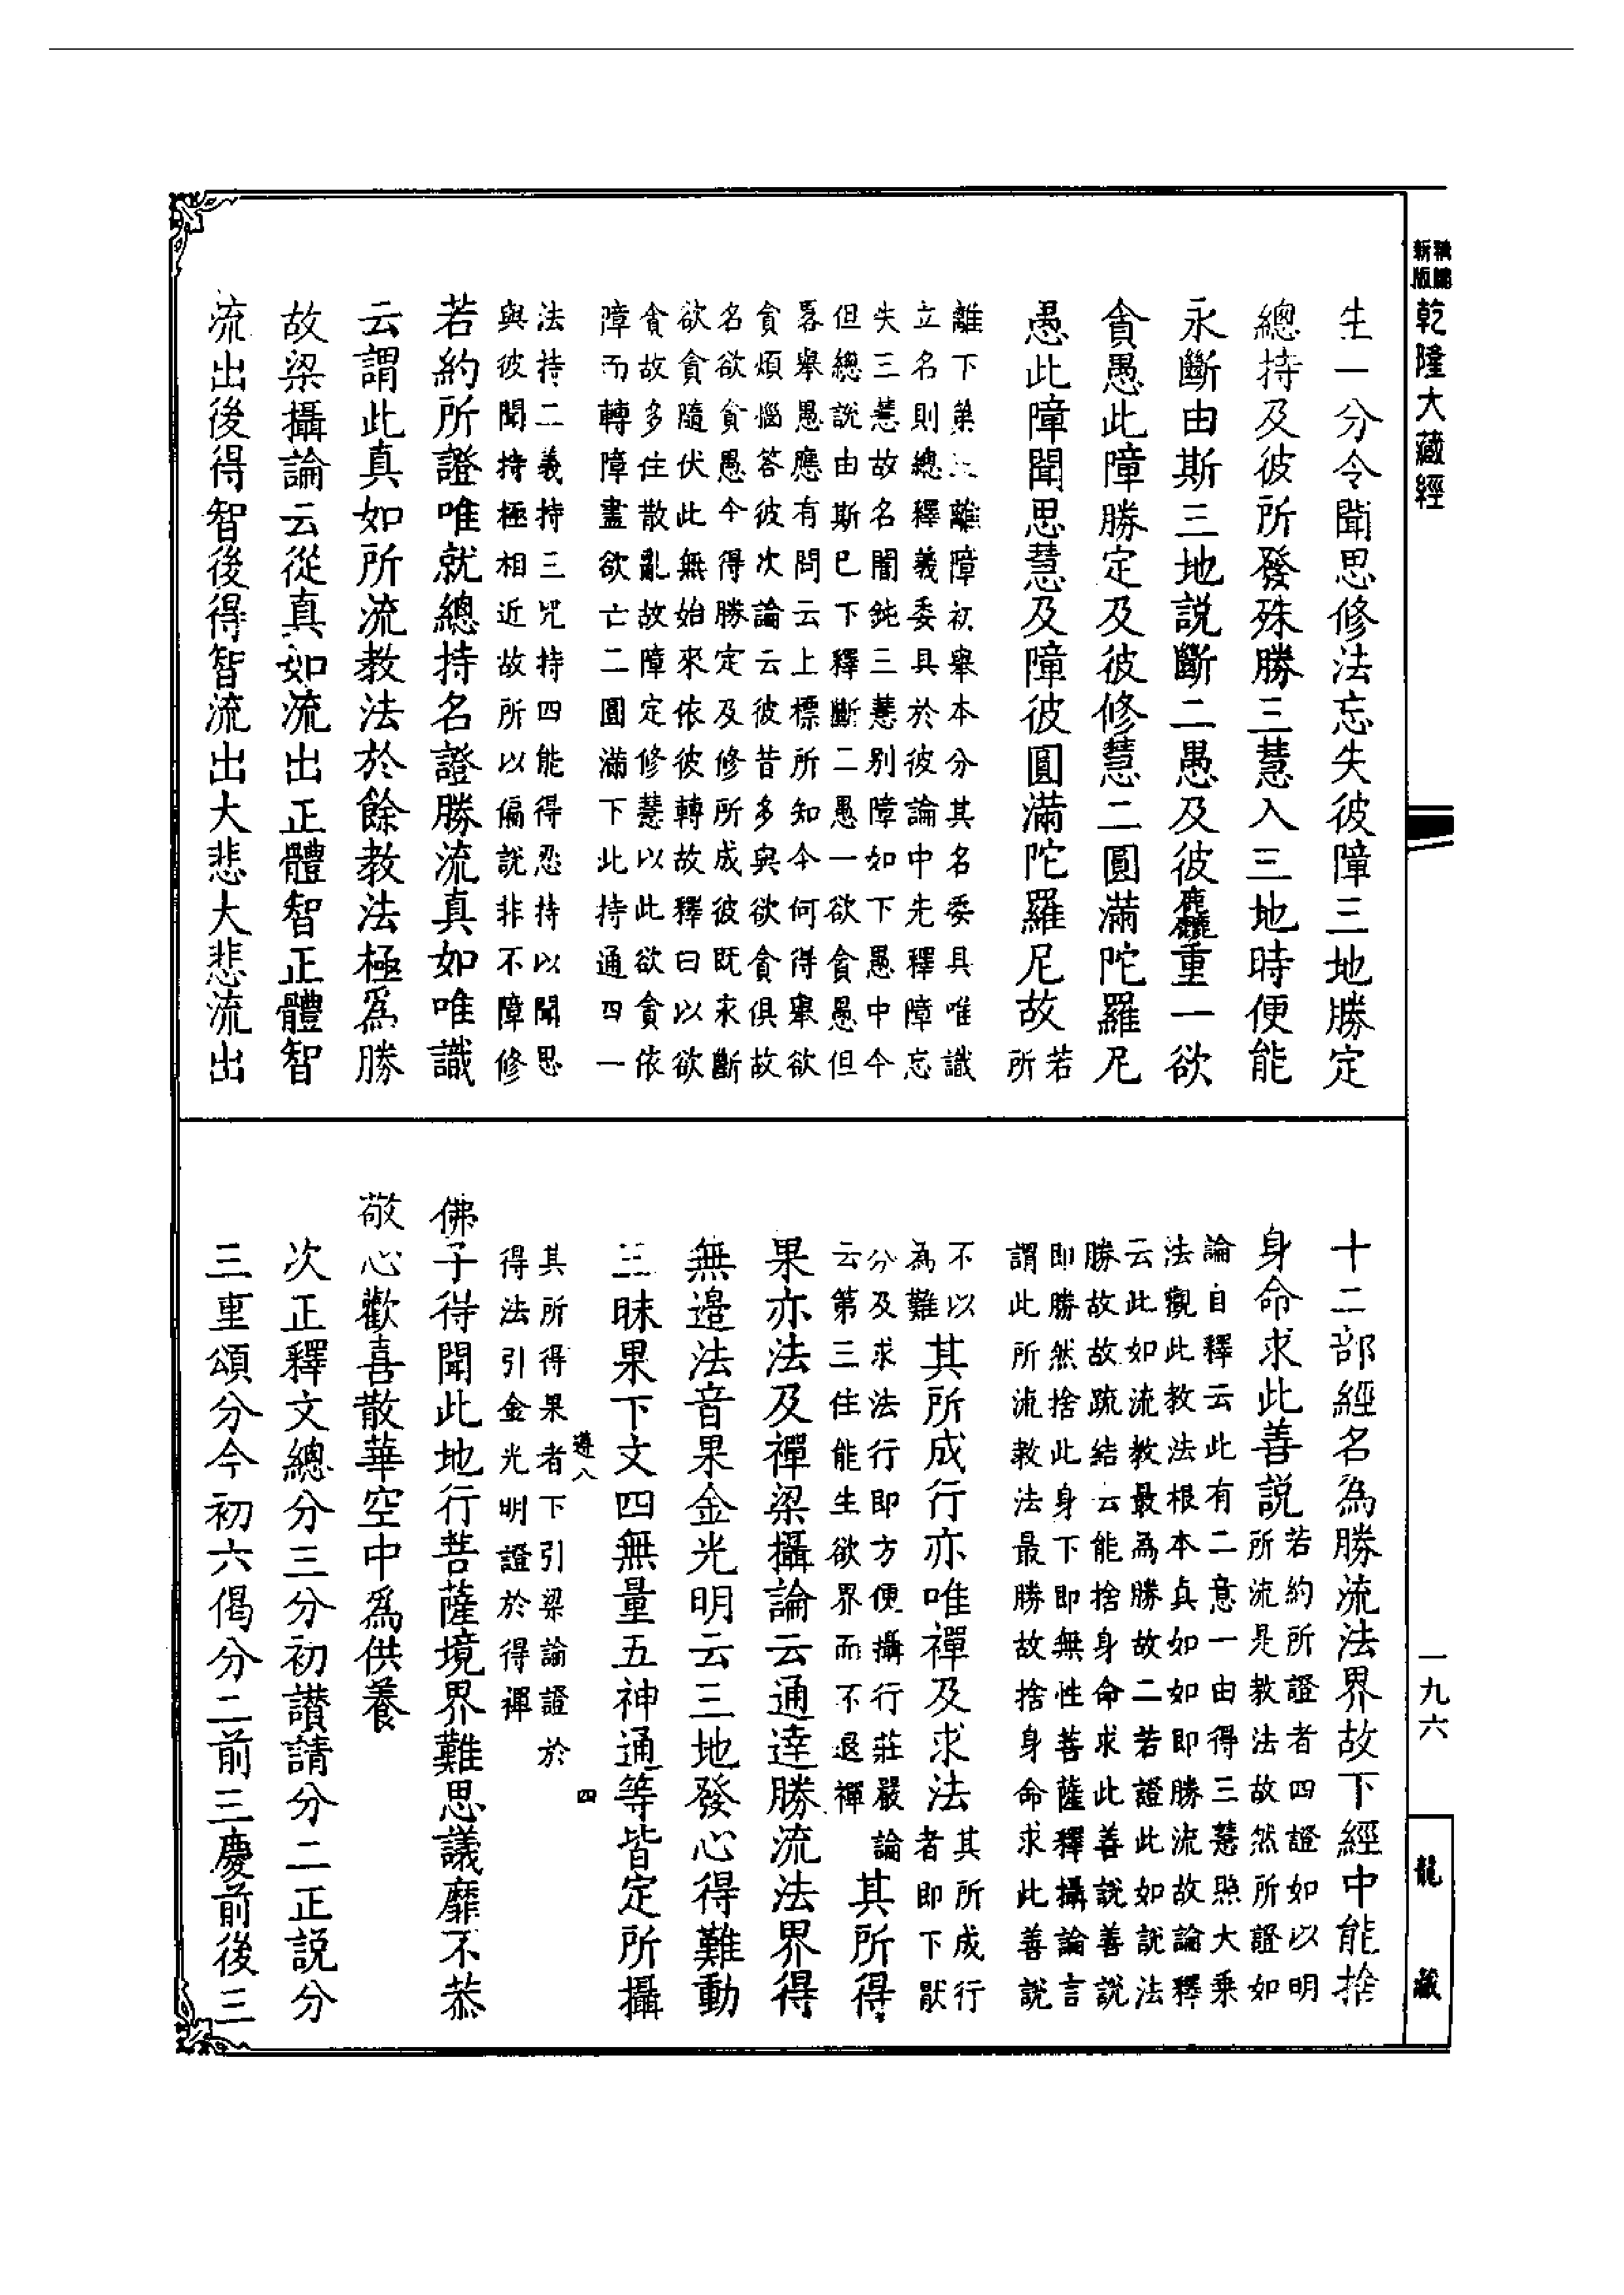 精編
新版
乾隆大藏經
一九六
龍藏
生一分令聞思修法忘失彼障三地勝定
總持及彼所發殊勝三慧入三地時便能
永斷由斯三地説斷二愚及彼麁重一欲
貪愚此障勝定及彼修慧二圓滿陀羅尼
愚此障聞思慧及障彼圓滿陀羅尼故若
所
離下第三離障初舉本分其名委具唯識
立名則總釋義委具於彼論中先釋障忘
失三慧故名闇鈍三慧別障如下愚中今
但總説由斯已下釋斷二愚一欲貪愚但
畧舉愚應有問云上標所知今何得舉欲
貪煩惱答彼次論云彼昔多與欲貪俱故
名欲貪愚今得勝定及修所成彼既永斷
欲貪隨伏此無始來依彼轉故釋曰以欲
貪故多住散亂故障定修慧以此欲貪依
障而轉障盡欲亡二圓滿下此持通四一
法持二義持三咒持四能得忍持以聞思
與彼聞持極相近故所以偏説非不障修
若約所證唯就總持名證勝流真如唯識
云謂此真如所流教法於餘教法極爲勝
故梁攝論云從真如流出正體智正體智
流出後得智後得智流出大悲大悲流出
十二部經名為勝流法界故下經中能捨
身命求此善説若約所證者四證如以明
所流是教法故然所證如
論自釋云此有二意一由得三慧照大乘
法觀此教法根本真如如即勝流故論釋
云此如流教最為勝故二若證此如説法
勝故故疏結云能捨身命求此善説善説
即勝然捨此身下即無性菩薩釋攝論言
謂此所流教法最勝故捨身命求此善説
不以
為難其所成行亦唯禪及求法其所成行
者即下厭
分及求法行即方便攝行莊嚴論
云第三住能生欲界而不退禪其所得
果亦法及禪梁攝論云通達勝流法界得
無邊法音果金光明云三地發心得難動
三昧果下文四無量五神通等皆定所攝
遵八
四
其所得果者下引梁論證於
得法引金光明證於得禪
佛子得聞此地行菩薩境界難思議靡不恭
敬心歡喜散華空中爲供養
次正釋文總分三分初讃請分二正説分
三重頌分今初六偈分二前三慶前後三